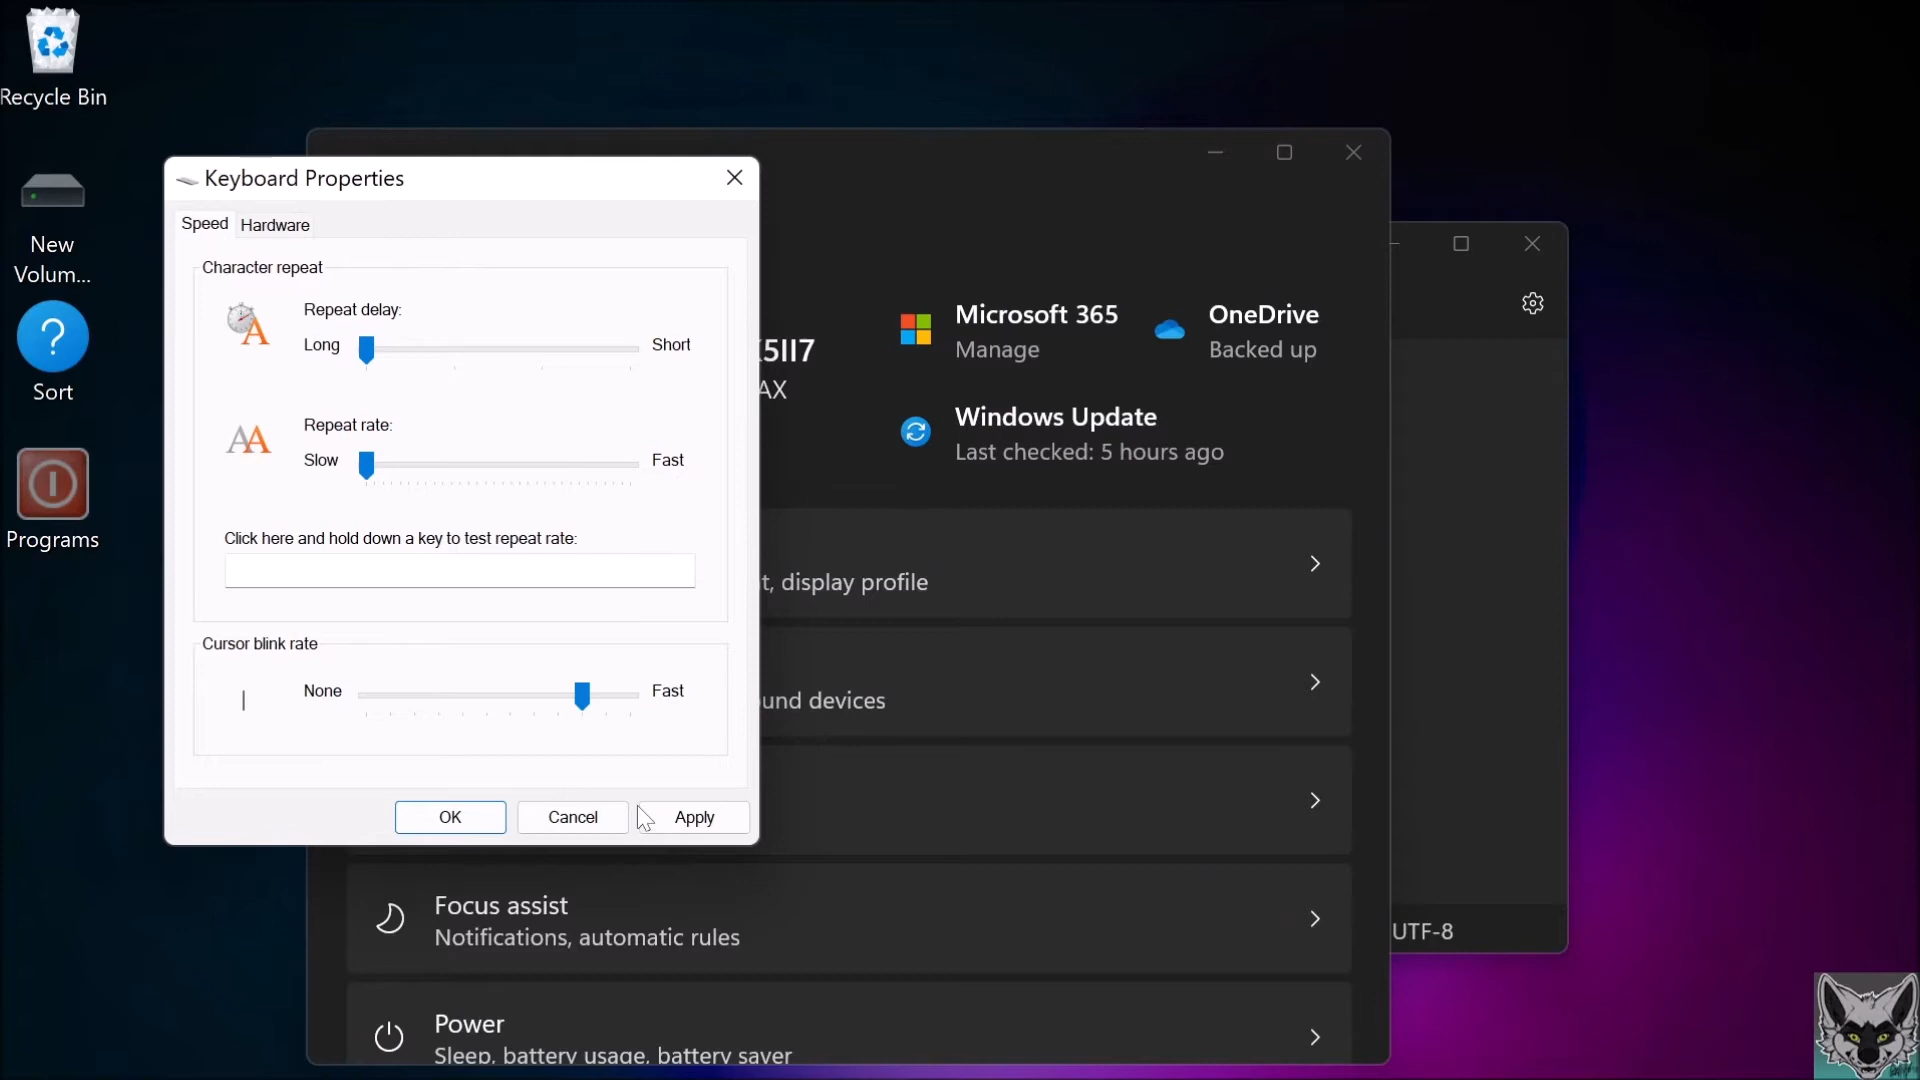 Recycle Bin
New
Volum...
Sort
Programs
Keyboard Properties
Speed
Hardware
Character repeat
Repeat delay:
Long
Short
Repeat rate:
Slow
Fast
Click here and hold down a key to test repeat rate:
Cursor blink rate
None
Fast
OK
Cancel
Apply
5II7
AX
Microsoft 365
Manage
OneDrive
Backed up
Windows Update
Last checked: 5 hours ago
t, display profile
und devices
Focus assist
Notifications, automatic rules
Power
Sleep, battery usage, battery saver
UTF-8